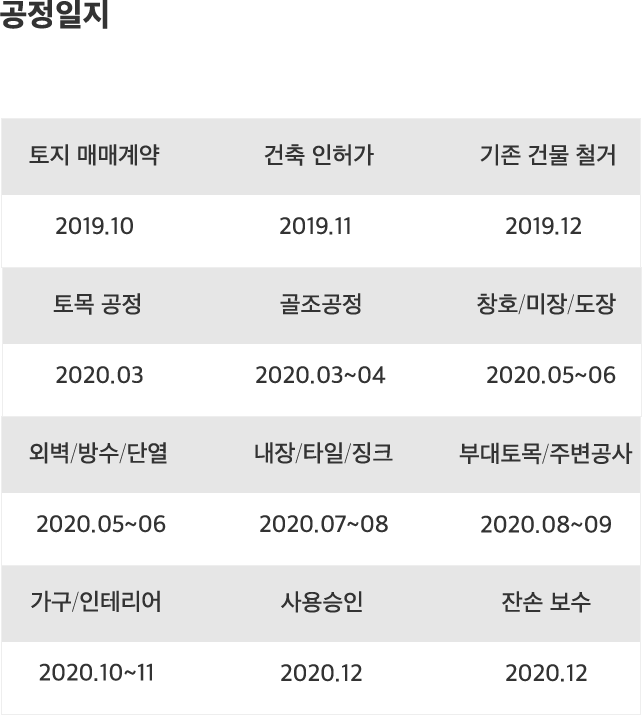 공정일지
토지 매매계약 건축 인허가 기존 건물 철거
2019.10 2019.11 2019.12
토목 공정 골조공정 창호/미장/도장
2020.03 2020.03~04 2020.05~06
외벽/방수/단열 내장/타일/징크 부대토목/주변공사
2020.05~06 2020.07~08 2020.08~09
가구/인테리어 사용승인 잔손 보수
2020.10~11 2020.12 2020.12